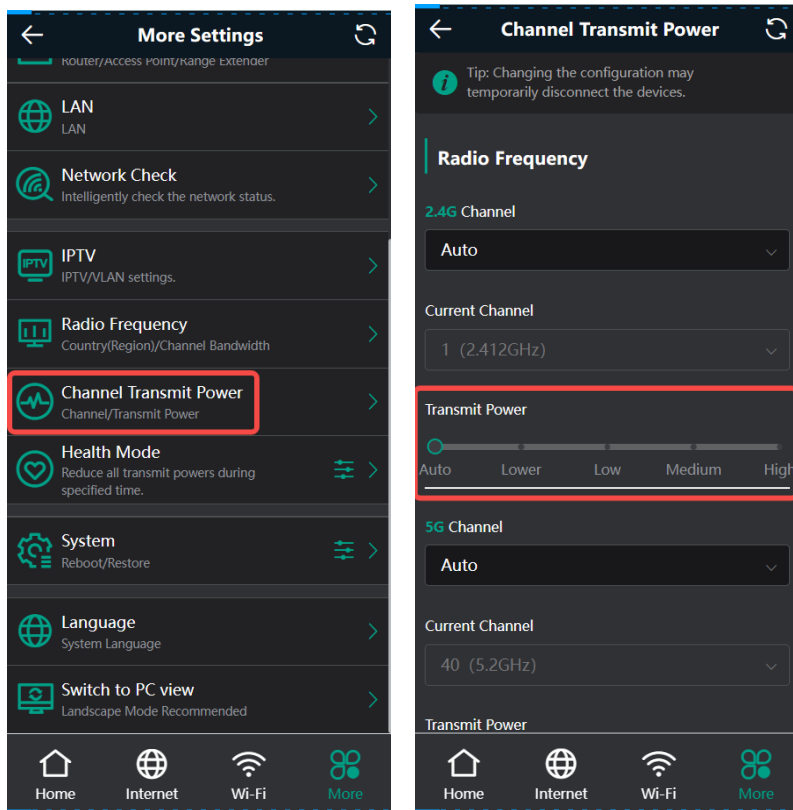 More Settings
Router/Access Point/Range Extender
LAN
LAN
Network Check
Intelligently check the network status.
IPTV
IPTV
IPTV/VLAN settings.
Radio Frequency
Country(Region)/Channel Bandwidth
Channel Transmit Power
Channel/Transmit Power
Health Mode
Reduce all transmit powers during
specified time.
System
Reboot/Restore
Language
System Language
Switch to PC view
Landscape Mode Recommended
Home Internet Wi-Fi More
Channel Transmit Power
Tip: Changing the configuration may
temporarily disconnect the devices.
Radio Frequency
2.4G Channel
Auto
Current Channel
1 (2.412GHz)
Transmit Power
Auto Lower Low Medium High
5G Channel
Auto
Current Channel
40 (5.2GHz)
Transmit Power
Home Internet Wi-Fi More